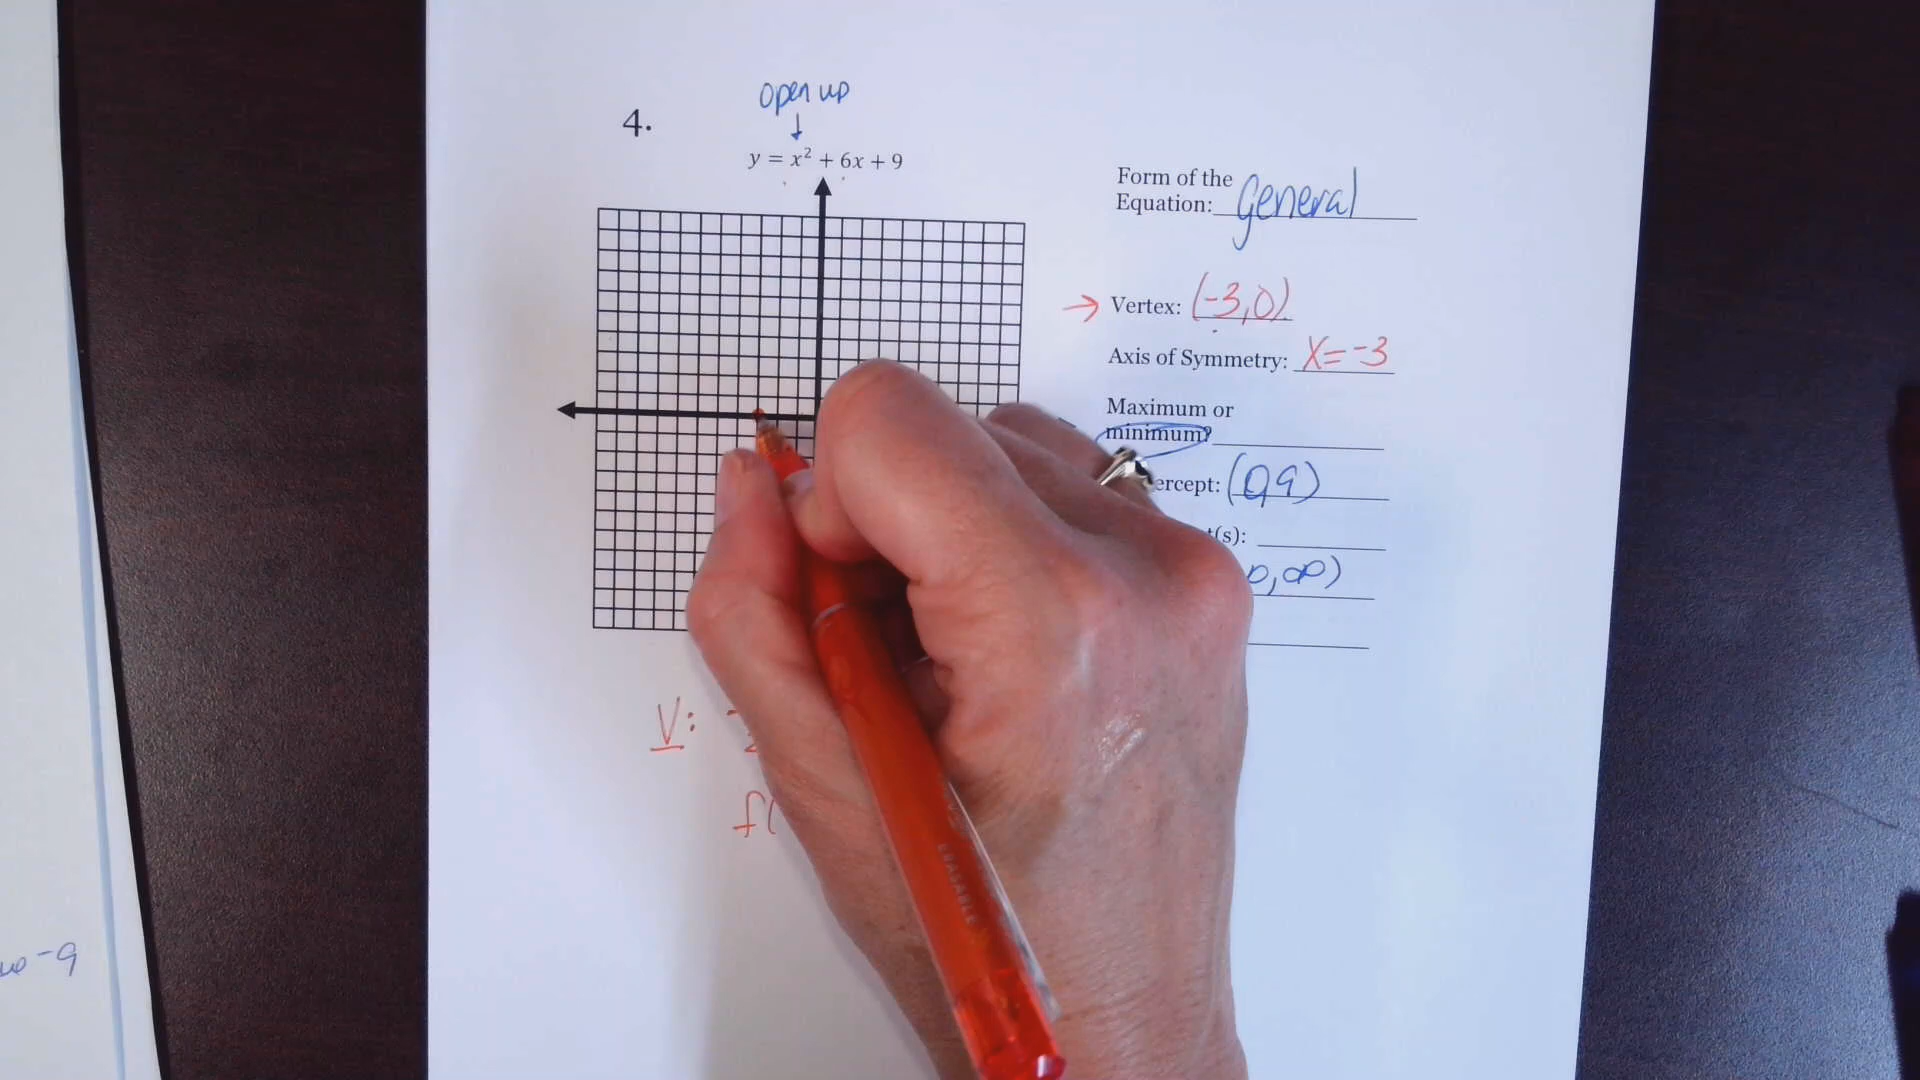 open up
4.
y = x² + 6x + 9
Form of the
Equation: General
→ Vertex: (-3,0)
Axis of Symmetry: x=-3
Maximum or
minimum?
ercept: (0,9)
t(s):
,∞)
V:
f(
-9
ERASABLE